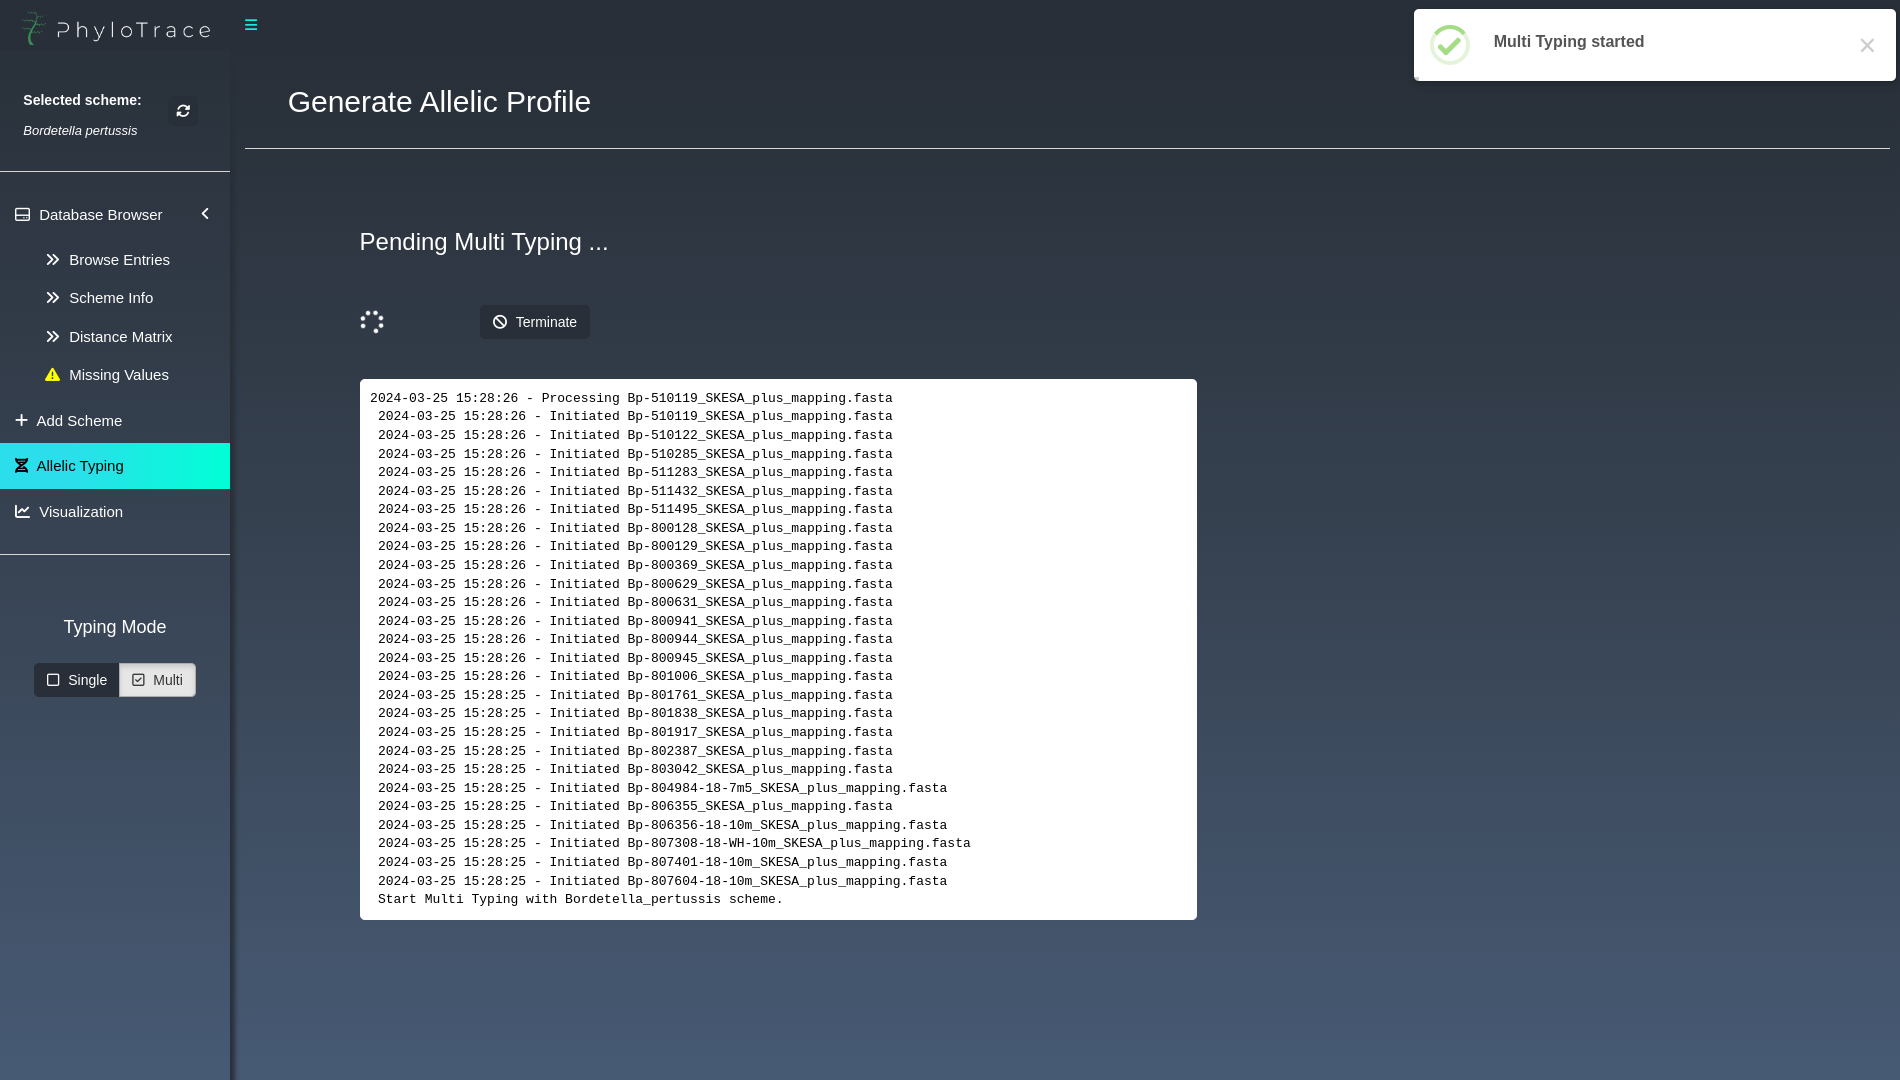 PhyloTrace
Multi Typing started
Selected scheme:
Bordetella pertussis
Database Browser
Browse Entries
Scheme Info
Distance Matrix
Missing Values
Add Scheme
Allelic Typing
Visualization
Typing Mode
Single Multi
Generate Allelic Profile
Pending Multi Typing ...
Terminate
2024-03-25 15:28:26 - Processing Bp-510119_SKESA_plus_mapping.fasta
2024-03-25 15:28:26 - Initiated Bp-510119_SKESA_plus_mapping.fasta
2024-03-25 15:28:26 - Initiated Bp-510122_SKESA_plus_mapping.fasta
2024-03-25 15:28:26 - Initiated Bp-510285_SKESA_plus_mapping.fasta
2024-03-25 15:28:26 - Initiated Bp-511283_SKESA_plus_mapping.fasta
2024-03-25 15:28:26 - Initiated Bp-511432_SKESA_plus_mapping.fasta
2024-03-25 15:28:26 - Initiated Bp-511495_SKESA_plus_mapping.fasta
2024-03-25 15:28:26 - Initiated Bp-800128_SKESA_plus_mapping.fasta
2024-03-25 15:28:26 - Initiated Bp-800129_SKESA_plus_mapping.fasta
2024-03-25 15:28:26 - Initiated Bp-800369_SKESA_plus_mapping.fasta
2024-03-25 15:28:26 - Initiated Bp-800629_SKESA_plus_mapping.fasta
2024-03-25 15:28:26 - Initiated Bp-800631_SKESA_plus_mapping.fasta
2024-03-25 15:28:26 - Initiated Bp-800941_SKESA_plus_mapping.fasta
2024-03-25 15:28:26 - Initiated Bp-800944_SKESA_plus_mapping.fasta
2024-03-25 15:28:26 - Initiated Bp-800945_SKESA_plus_mapping.fasta
2024-03-25 15:28:26 - Initiated Bp-801006_SKESA_plus_mapping.fasta
2024-03-25 15:28:25 - Initiated Bp-801761_SKESA_plus_mapping.fasta
2024-03-25 15:28:25 - Initiated Bp-801838_SKESA_plus_mapping.fasta
2024-03-25 15:28:25 - Initiated Bp-801917_SKESA_plus_mapping.fasta
2024-03-25 15:28:25 - Initiated Bp-802387_SKESA_plus_mapping.fasta
2024-03-25 15:28:25 - Initiated Bp-803042_SKESA_plus_mapping.fasta
2024-03-25 15:28:25 - Initiated Bp-804984-18-7m5_SKESA_plus_mapping.fasta
2024-03-25 15:28:25 - Initiated Bp-806355_SKESA_plus_mapping.fasta
2024-03-25 15:28:25 - Initiated Bp-806356-18-10m_SKESA_plus_mapping.fasta
2024-03-25 15:28:25 - Initiated Bp-807308-18-WH-10m_SKESA_plus_mapping.fasta
2024-03-25 15:28:25 - Initiated Bp-807401-18-10m_SKESA_plus_mapping.fasta
2024-03-25 15:28:25 - Initiated Bp-807604-18-10m_SKESA_plus_mapping.fasta
Start Multi Typing with Bordetella_pertussis scheme.